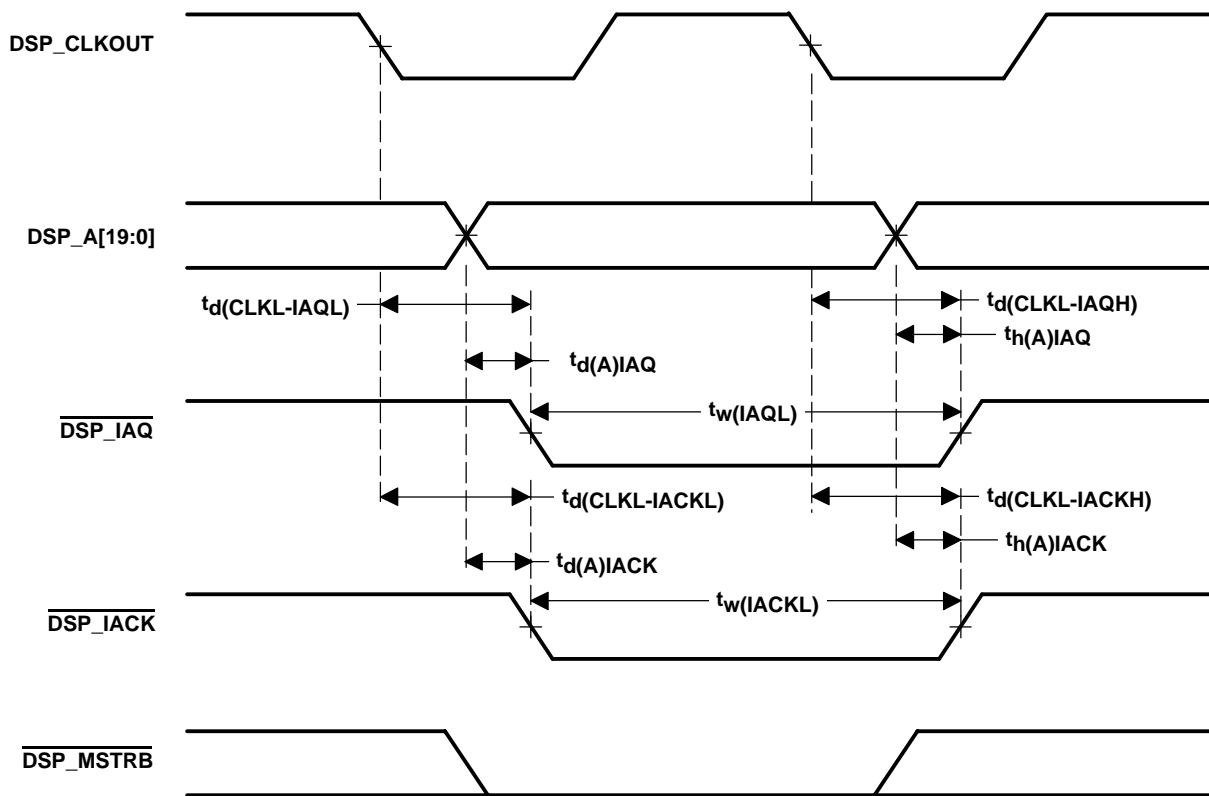 DSP_CLKOUT
DSP_A[19:0]
td(CLKL-IAQL)
td(CLKL-IAQH)
th(A)IAQ
td(A)IAQ
tw(IAQL)
DSP_IAQ
td(CLKL-IACKL)
td(CLKL-IACKH)
th(A)IACK
td(A)IACK
tw(IACKL)
DSP_IACK
DSP_MSTRB